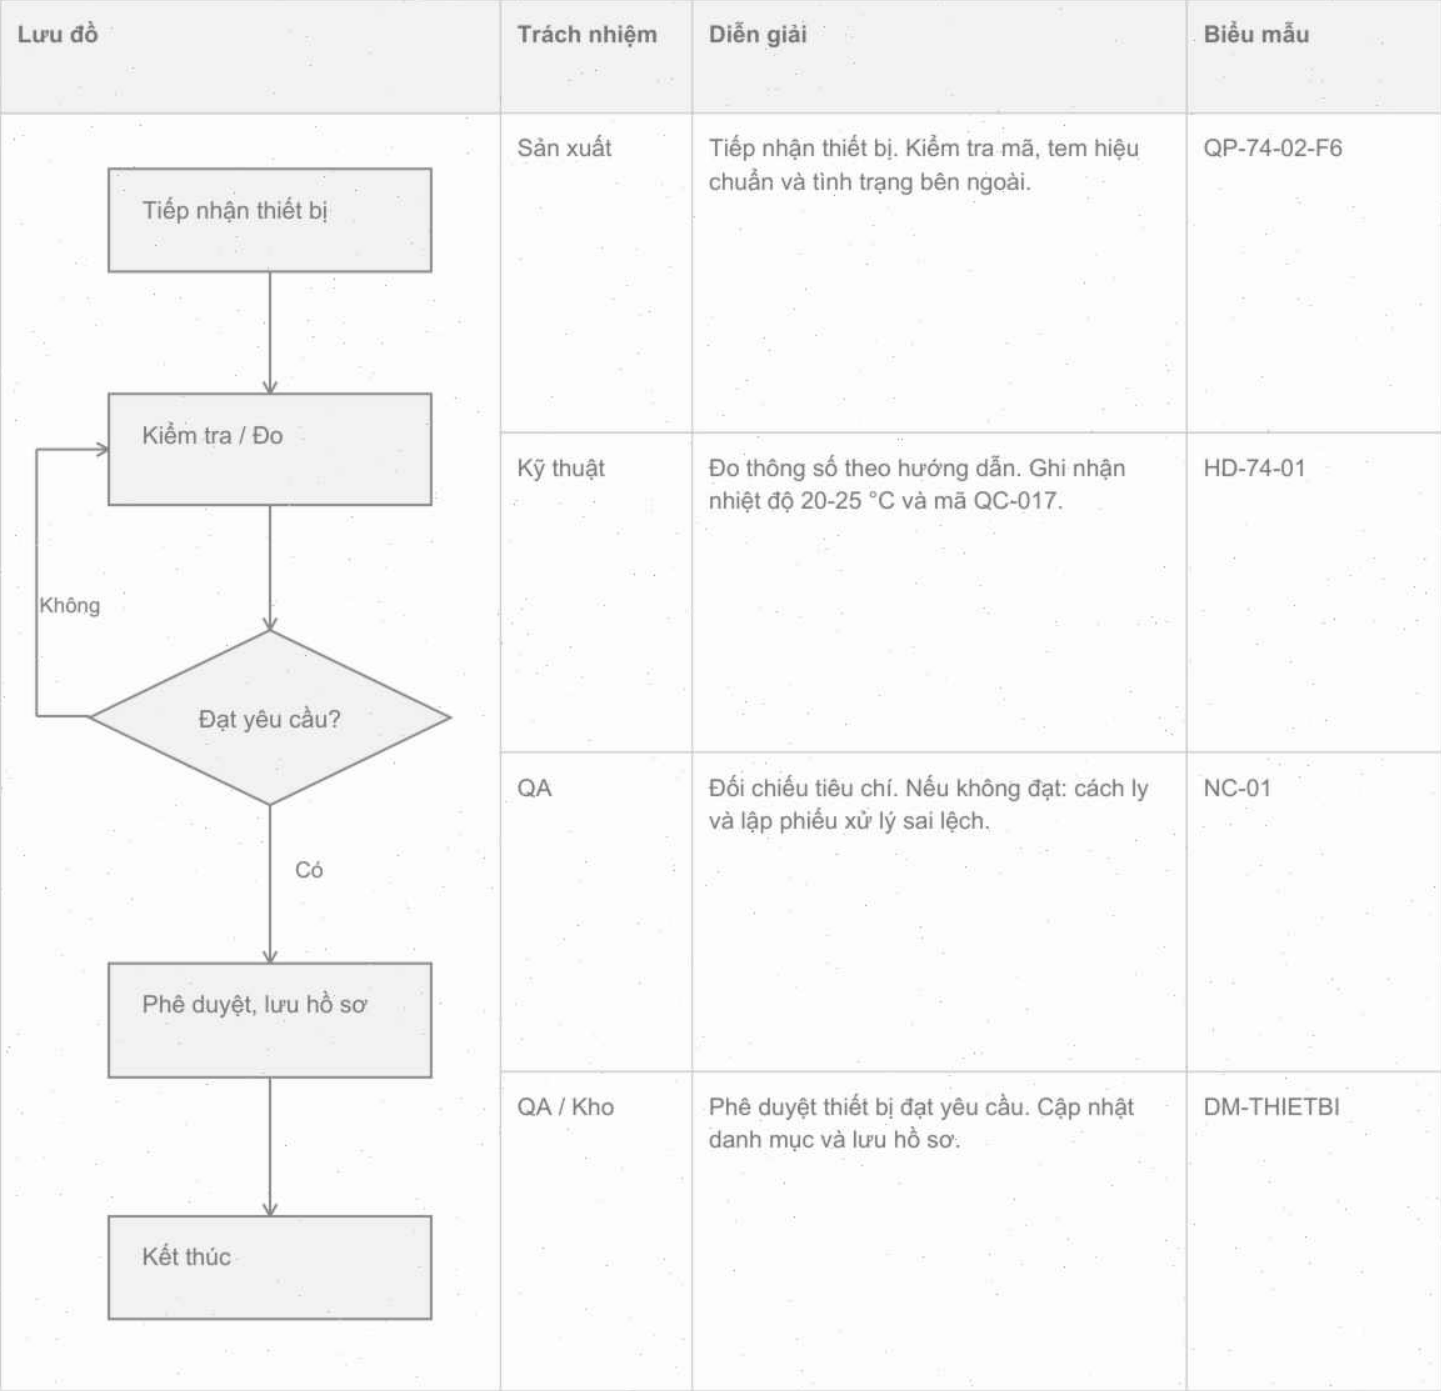 Lưu đồ
Trách nhiệm
Diễn giải
Biểu mẫu
Tiếp nhận thiết bị
Kiểm tra / Đo
Không
Đạt yêu cầu?
Có
Phê duyệt, lưu hồ sơ
Kết thúc
Sản xuất
Tiếp nhận thiết bị. Kiểm tra mã, tem hiệu
chuẩn và tình trạng bên ngoài.
QP-74-02-F6
Kỹ thuật
Đo thông số theo hướng dẫn. Ghi nhận
nhiệt độ 20-25 °C và mã QC-017.
HD-74-01
QA
Đối chiếu tiêu chí. Nếu không đạt: cách ly
và lập phiếu xử lý sai lệch.
NC-01
QA / Kho
Phê duyệt thiết bị đạt yêu cầu. Cập nhật
danh mục và lưu hồ sơ.
DM-THIETBI